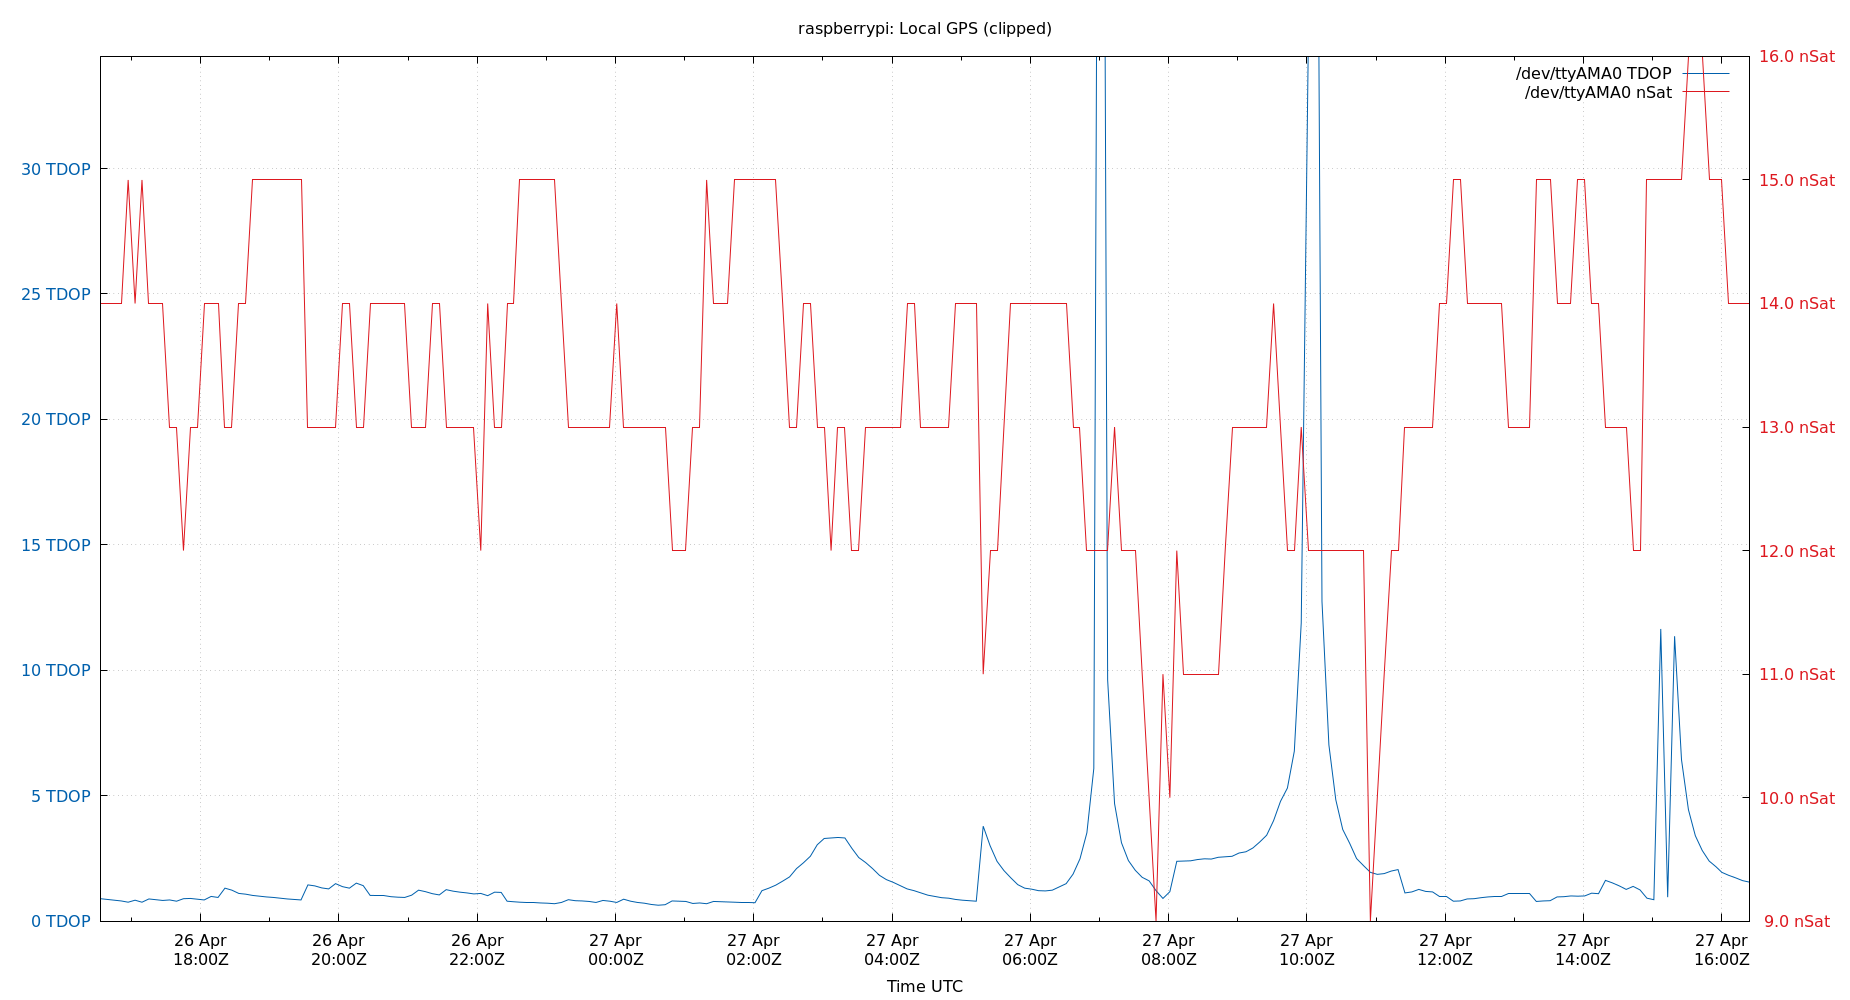 raspberrypi: Local GPS (clipped)
/dev/ttyAMA0 TDOP
/dev/ttyAMA0 nSat
30 TDOP
25 TDOP
20 TDOP
15 TDOP
10 TDOP
5 TDOP
0 TDOP
16.0 nSat
15.0 nSat
14.0 nSat
13.0 nSat
12.0 nSat
11.0 nSat
10.0 nSat
9.0 nSat
26 Apr
18:00Z
26 Apr
20:00Z
26 Apr
22:00Z
27 Apr
00:00Z
27 Apr
02:00Z
27 Apr
04:00Z
27 Apr
06:00Z
27 Apr
08:00Z
27 Apr
10:00Z
27 Apr
12:00Z
27 Apr
14:00Z
27 Apr
16:00Z
Time UTC